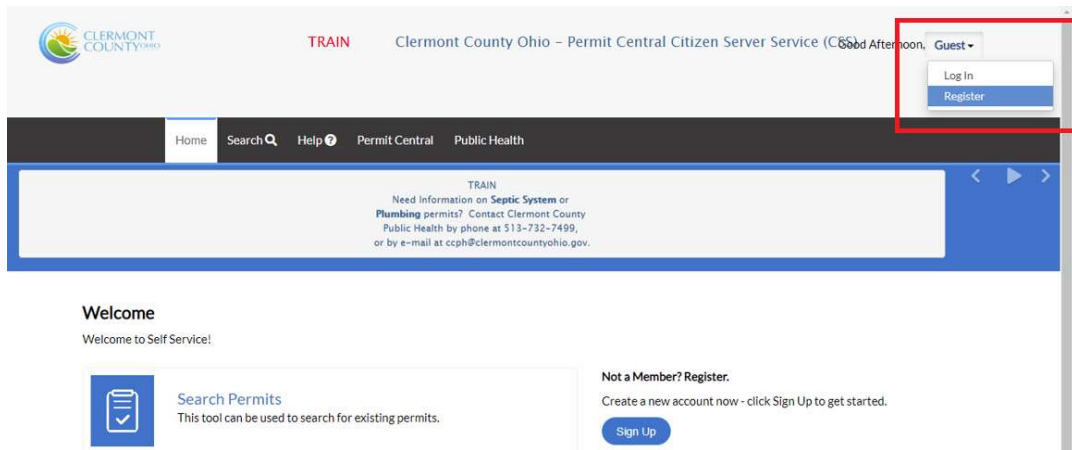 CLERMONT
COUNTY OHIO
TRAIN
Clermont County Ohio – Permit Central Citizen Server Service (CSS)
Good Afternoon, Guest
Log In
Register
Home Search Help Permit Central Public Health
TRAIN
Need Information on Septic System or
Plumbing permits? Contact Clermont County
Public Health by phone at 513-732-7499,
or by e-mail at ccph@clermontcountyohio.gov.
Welcome
Welcome to Self Service!
Search Permits
This tool can be used to search for existing permits.
Not a Member? Register.
Create a new account now - click Sign Up to get started.
Sign Up